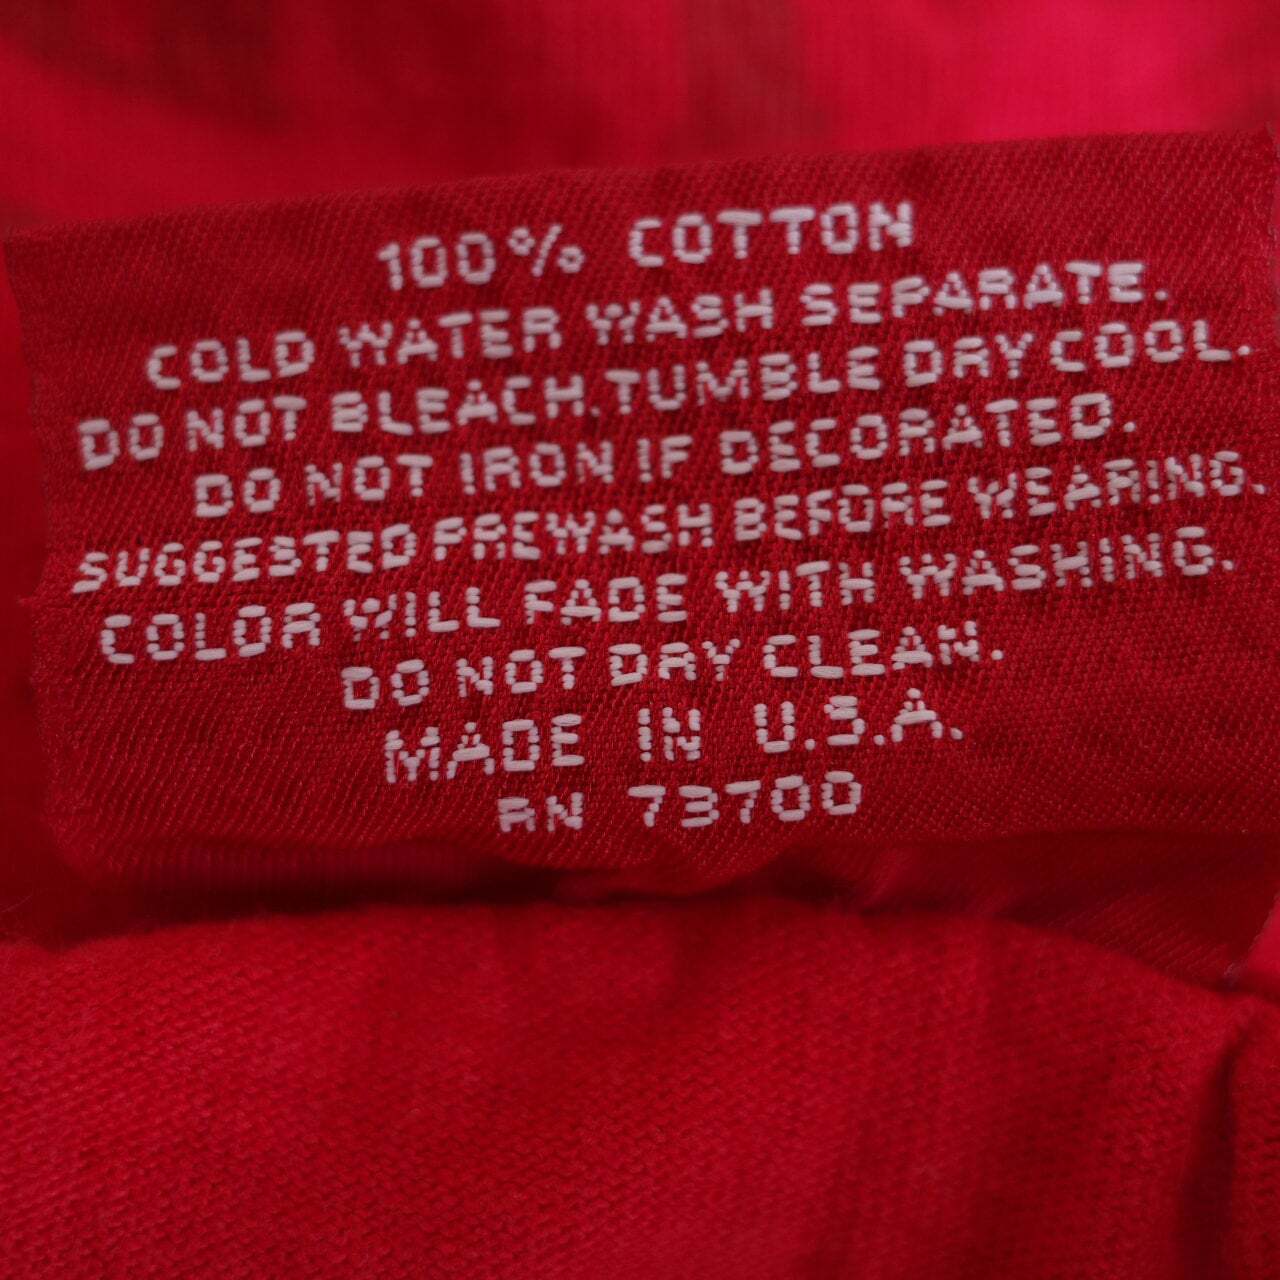 100% COTTON
COLD WATER WASH SEPARATE.
DO NOT BLEACH. TUMBLE DRY COOL.
DO NOT IRON IF DECORATED.
SUGGESTED PREWASH BEFORE WEARING.
COLOR WILL FADE WITH WASHING.
DO NOT DRY CLEAN.
MADE IN U.S.A.
RN 73700